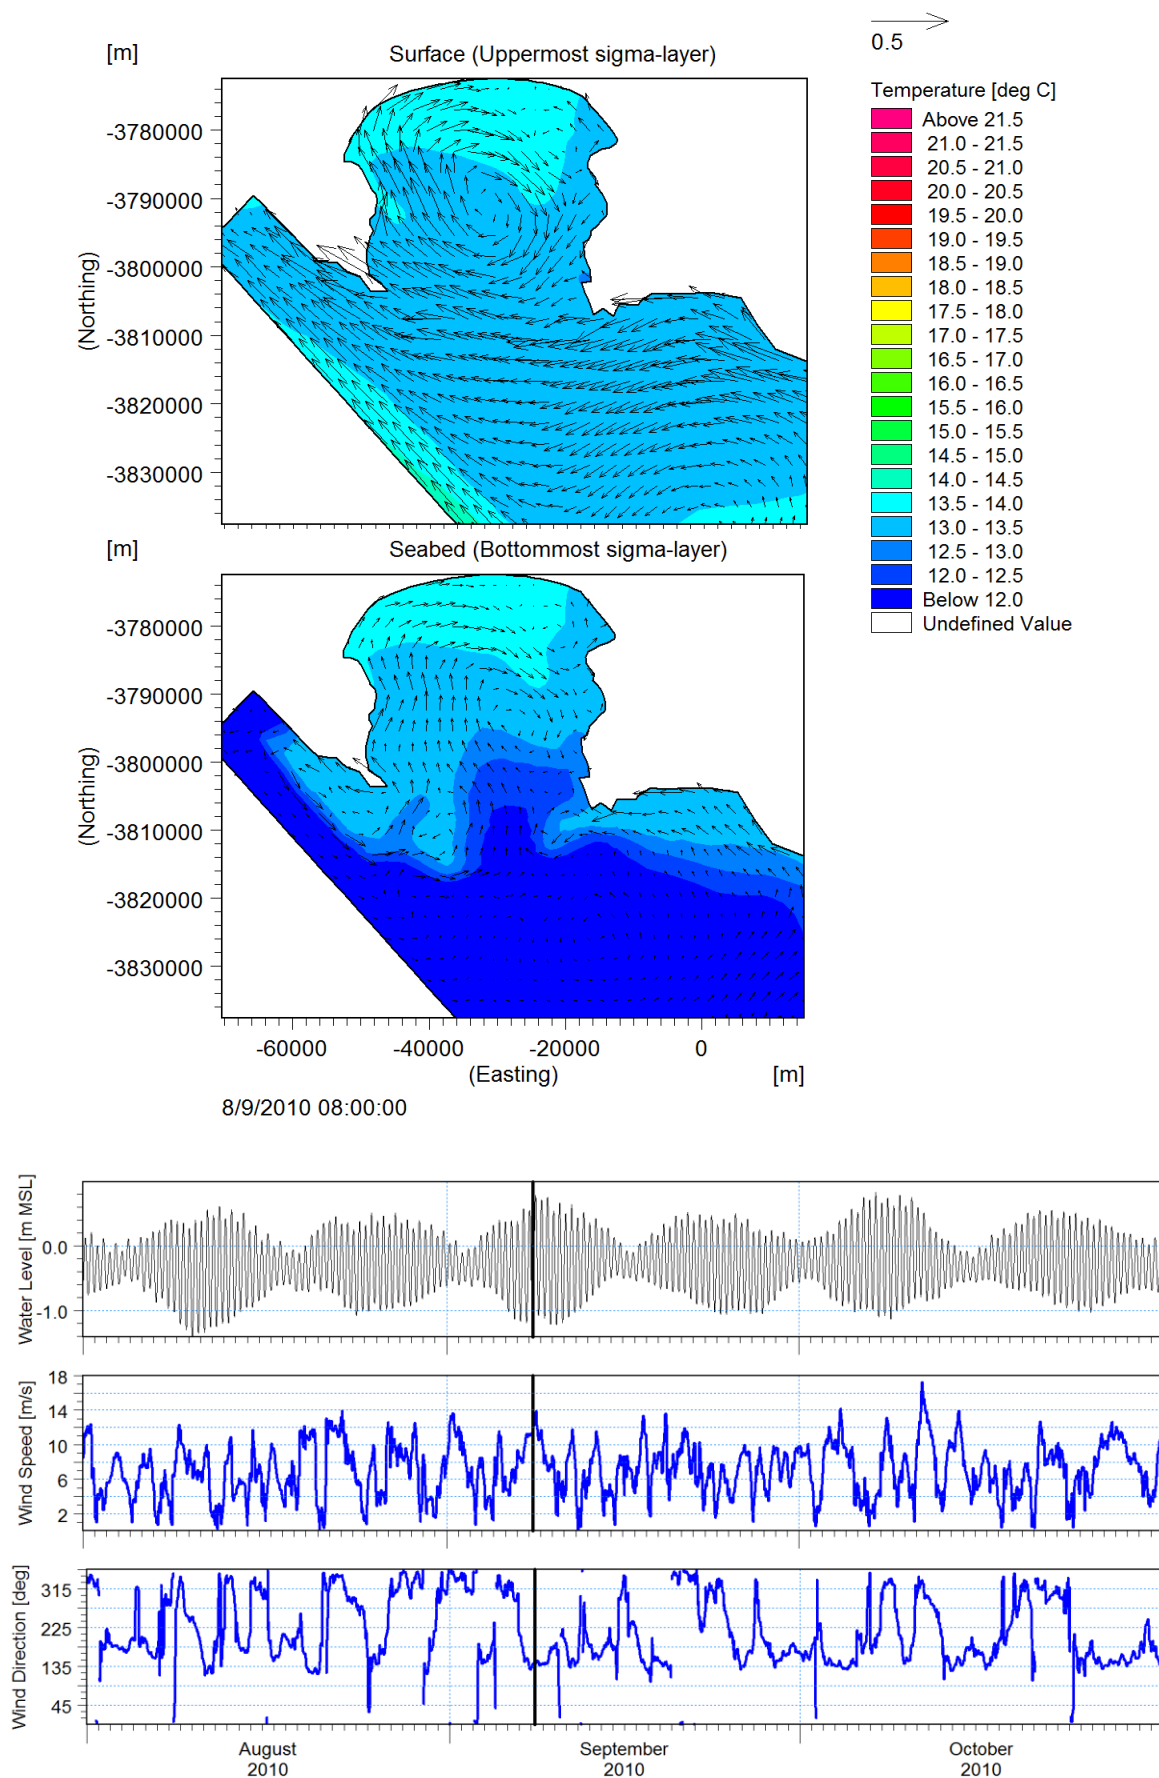 0.5
[m]
Surface (Uppermost sigma-layer)
Temperature [deg C]
Above 21.5
21.0 - 21.5
20.5 - 21.0
20.0 - 20.5
19.5 - 20.0
19.0 - 19.5
18.5 - 19.0
18.0 - 18.5
17.5 - 18.0
17.0 - 17.5
16.5 - 17.0
16.0 - 16.5
15.5 - 16.0
15.0 - 15.5
14.5 - 15.0
14.0 - 14.5
13.5 - 14.0
13.0 - 13.5
12.5 - 13.0
12.0 - 12.5
Below 12.0
Undefined Value
-3780000
-3790000
-3800000
-3810000
-3820000
-3830000
(Northing)
[m]
Seabed (Bottommost sigma-layer)
-3780000
-3790000
-3800000
-3810000
-3820000
-3830000
(Northing)
-60000 -40000 -20000 0
(Easting) [m]
8/9/2010 08:00:00
Water Level [m MSL]
0.0
-1.0
Wind Speed [m/s]
18
14
10
6
2
Wind Direction [deg]
315
225
135
45
August September October
2010 2010 2010